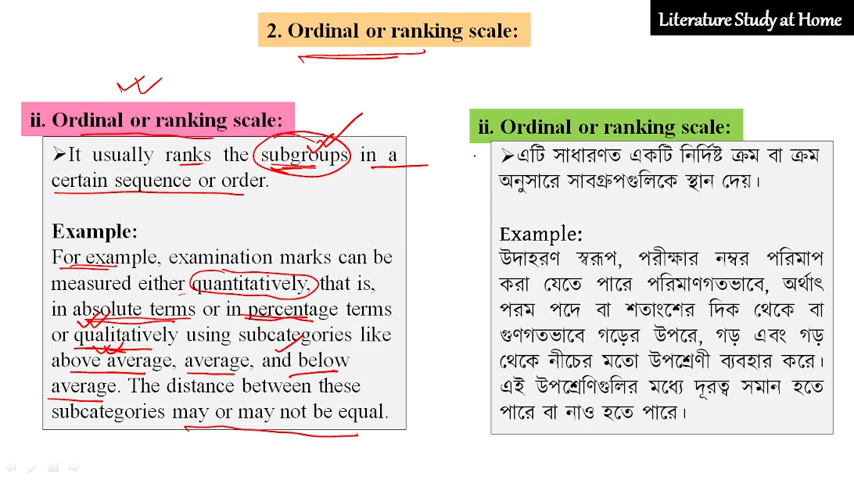 Literature Study at Home
2. Ordinal or ranking scale:
ii. Ordinal or ranking scale:
➢It usually ranks the subgroups in a
certain sequence or order.
Example:
For example, examination marks can be
measured either quantitatively, that is,
in absolute terms or in percentage terms
or qualitatively using subcategories like
above average, average, and below
average. The distance between these
subcategories may or may not be equal.
ii. Ordinal or ranking scale:
➢এটি সাধারণত একটি নির্দিষ্ট ক্রম বা ক্রম
অনুসারে সাবগ্রুপগুলিকে স্থান দেয়।
Example:
উদাহরণ স্বরূপ, পরীক্ষার নম্বর পরিমাপ
করা যেতে পারে পরিমাণগতভাবে, অর্থাৎ
পরম পদে বা শতাংশের দিক থেকে বা
গুণগতভাবে গড়ের উপরে, গড় এবং গড়
থেকে নীচের মতো উপশ্রেণী ব্যবহার করে।
এই উপশ্রেণিগুলির মধ্যে দূরত্ব সমান হতে
পারে বা নাও হতে পারে।